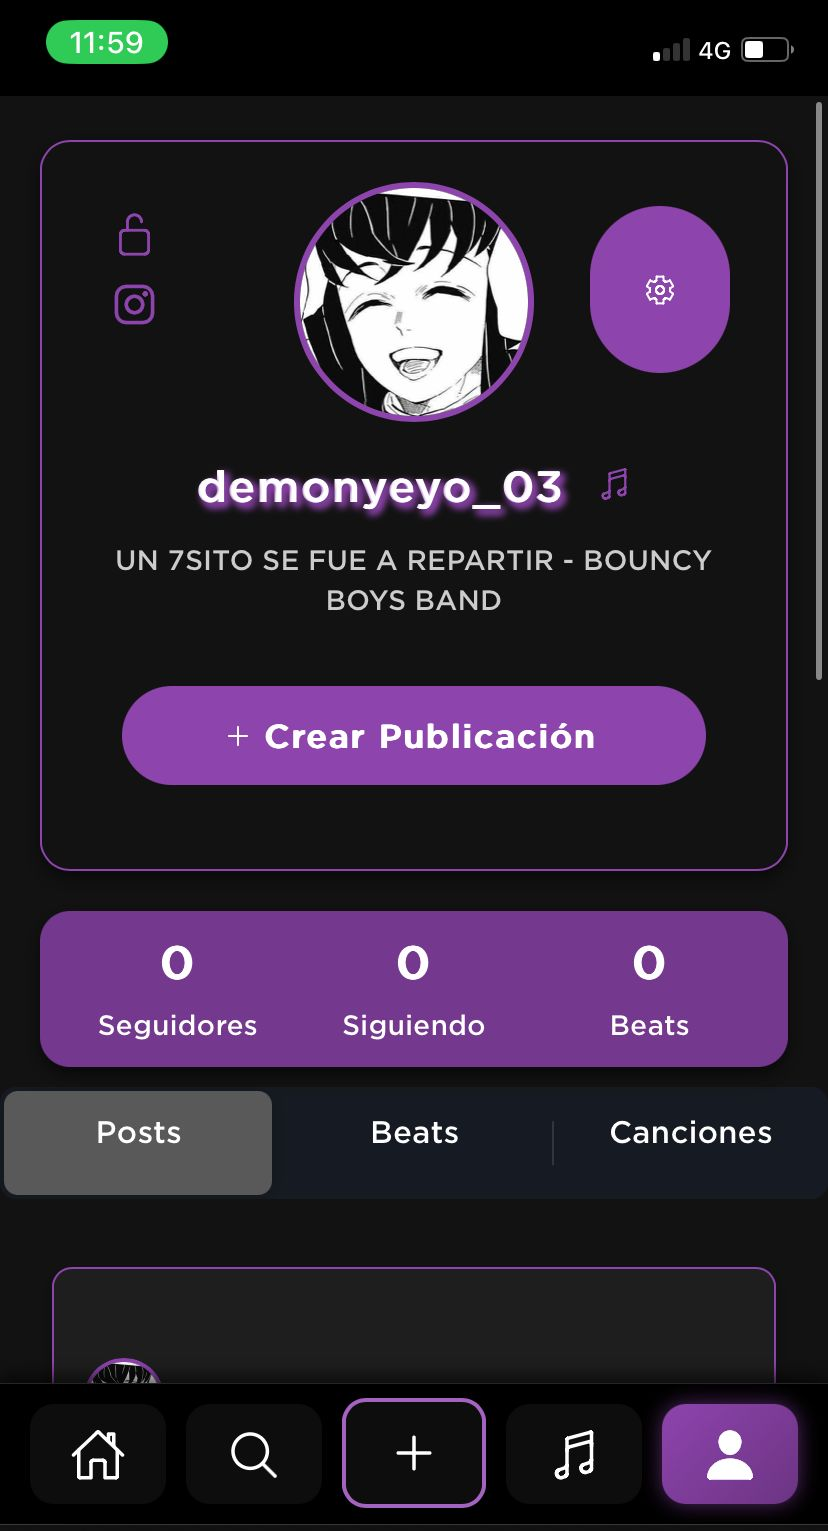 11:59
4G
demonyeyo_03
UN 7SITO SE FUE A REPARTIR - BOUNCY
BOYS BAND
+ Crear Publicación
0 0 0
Seguidores Siguiendo Beats
Posts Beats Canciones